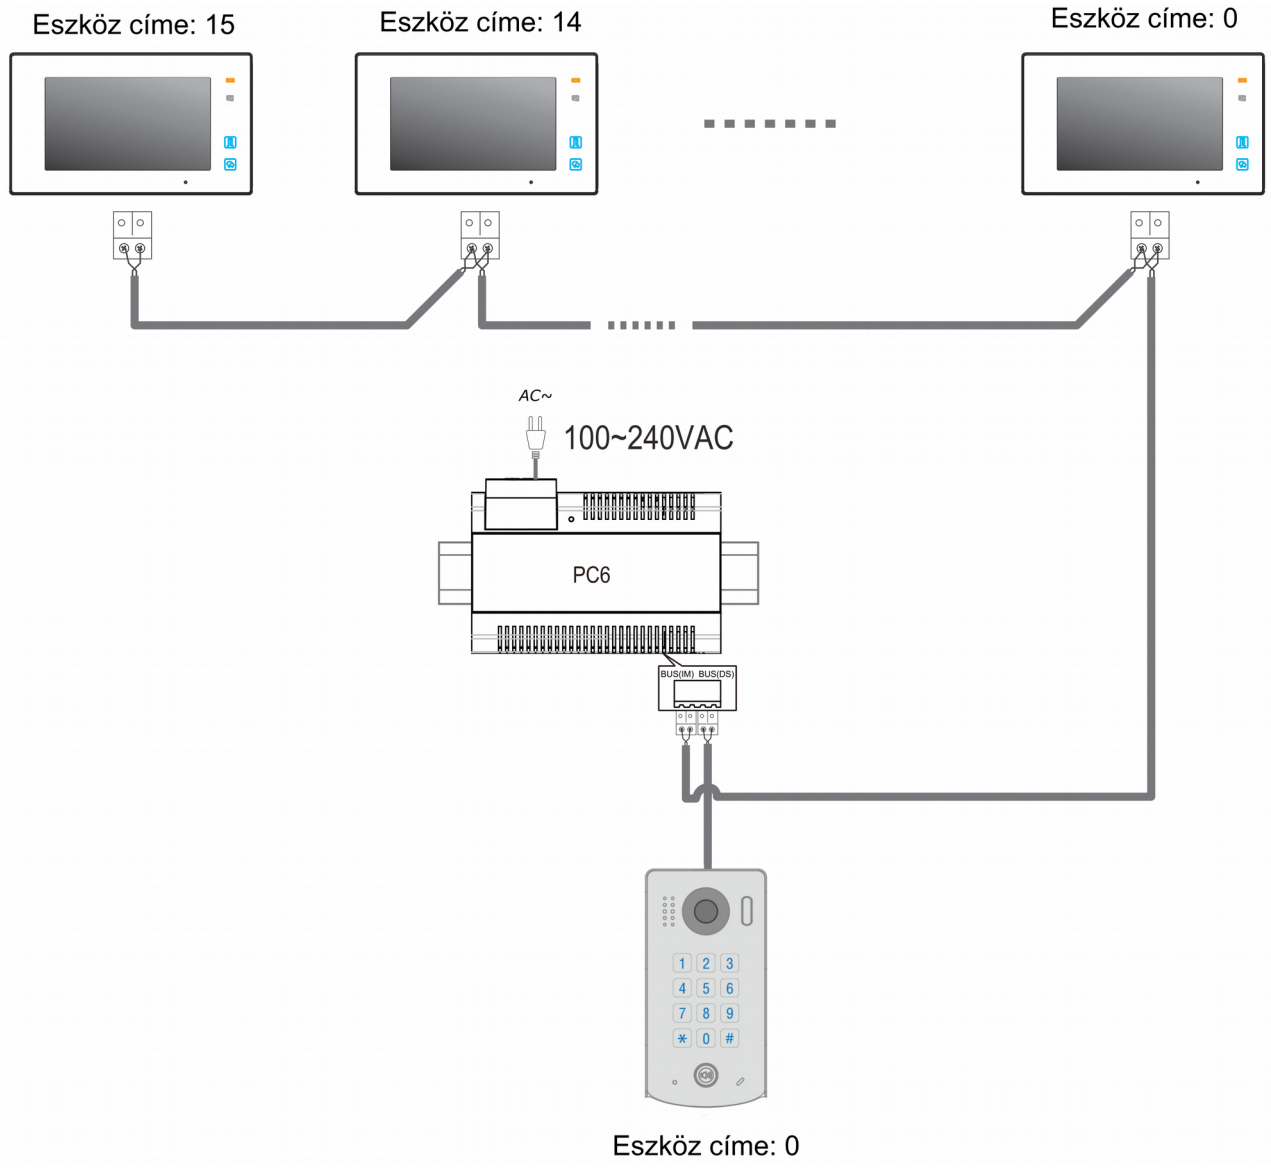 Eszköz címe: 15
Eszköz címe: 14
Eszköz címe: 0
AC~
100~240VAC
PC6
BUS(IM) BUS(DS)
1 2 3
4 5 6
7 8 9
* 0 #
Eszköz címe: 0